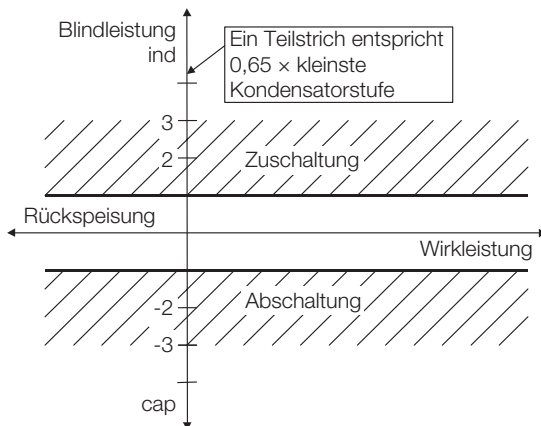 Blindleistung
ind
Ein Teilstrich entspricht
0,65 × kleinste
Kondensatorstufe
3
2
Zuschaltung
Rückspeisung
Wirkleistung
Abschaltung
-2
-3
cap